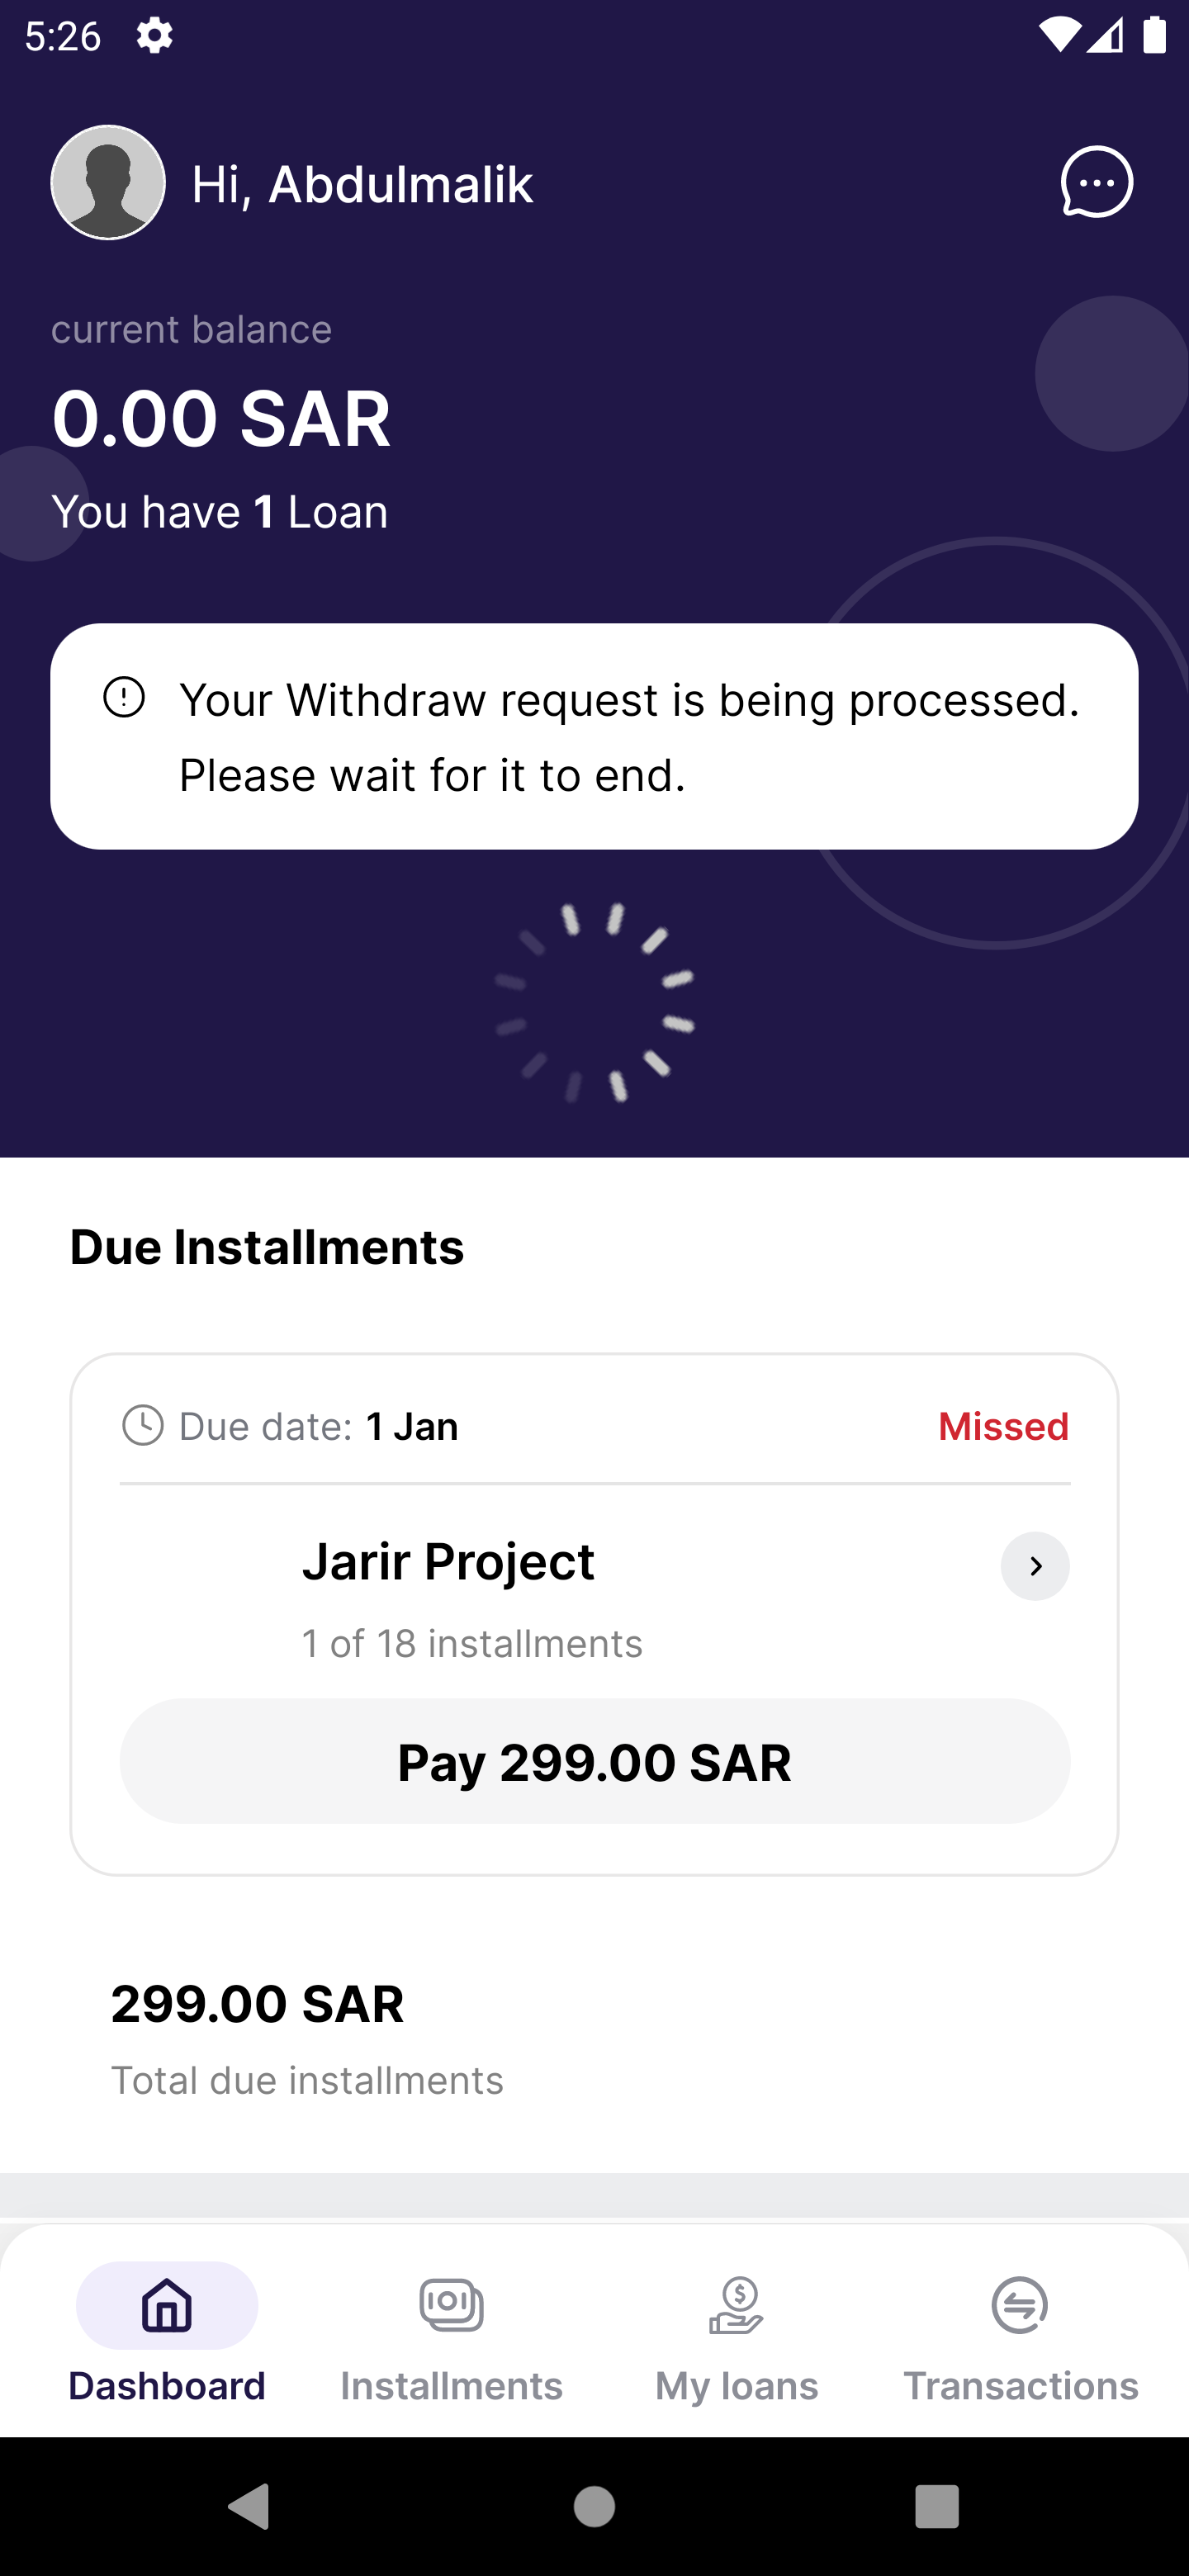 5:26
Hi, Abdulmalik
current balance
0.00 SAR
You have 1 Loan
Your Withdraw request is being processed.
Please wait for it to end.
Due Installments
Due date: 1 Jan
Missed
Jarir Project
1 of 18 installments
Pay 299.00 SAR
299.00 SAR
Total due installments
Dashboard
Installments
My loans
Transactions